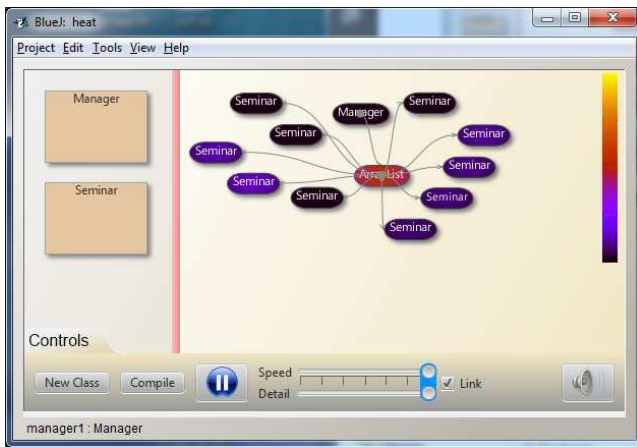 BlueJ: heat
Project Edit Tools View Help
Manager
Seminar
Seminar
Manager
Seminar
Seminar
Seminar
Seminar
Seminar
ArrayList
Seminar
Seminar
Seminar
Seminar
Controls
New Class
Compile
Speed
Detail
Link
manager1 : Manager